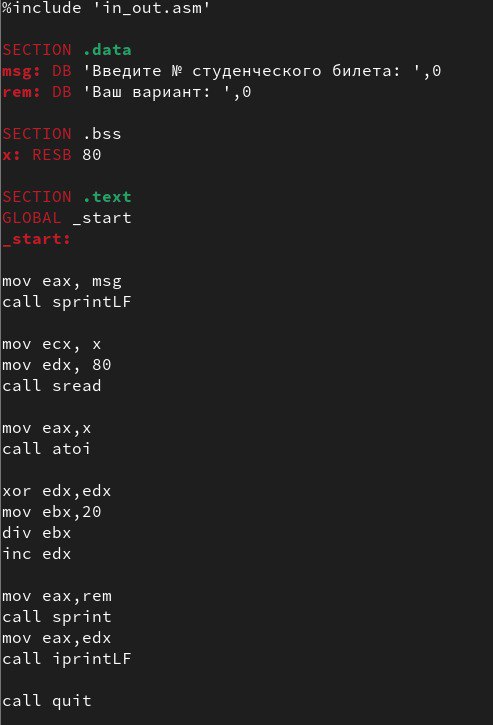 %include 'in_out.asm'
SECTION .data
msg: DB 'Введите № студенческого билета: ',0
rem: DB 'Ваш вариант: ',0
SECTION .bss
x: RESB 80
SECTION .text
GLOBAL _start
_start:
mov eax, msg
call sprintLF
mov ecx, x
mov edx, 80
call sread
mov eax,x
call atoi
xor edx,edx
mov ebx,20
div ebx
inc edx
mov eax,rem
call sprint
mov eax,edx
call iprintLF
call quit